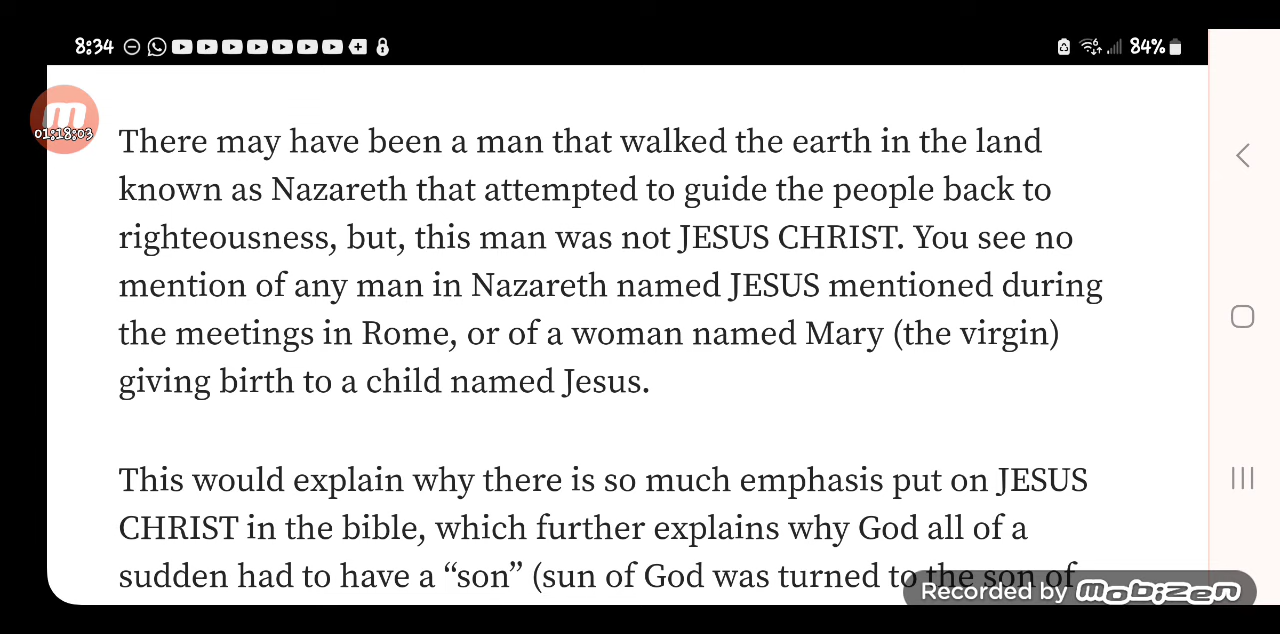 8:34
84%
01:18:03
There may have been a man that walked the earth in the land
known as Nazareth that attempted to guide the people back to
righteousness, but, this man was not JESUS CHRIST. You see no
mention of any man in Nazareth named JESUS mentioned during
the meetings in Rome, or of a woman named Mary (the virgin)
giving birth to a child named Jesus.
This would explain why there is so much emphasis put on JESUS
CHRIST in the bible, which further explains why God all of a
sudden had to have a “son” (sun of God was turned to the son of
Recorded by mobizen